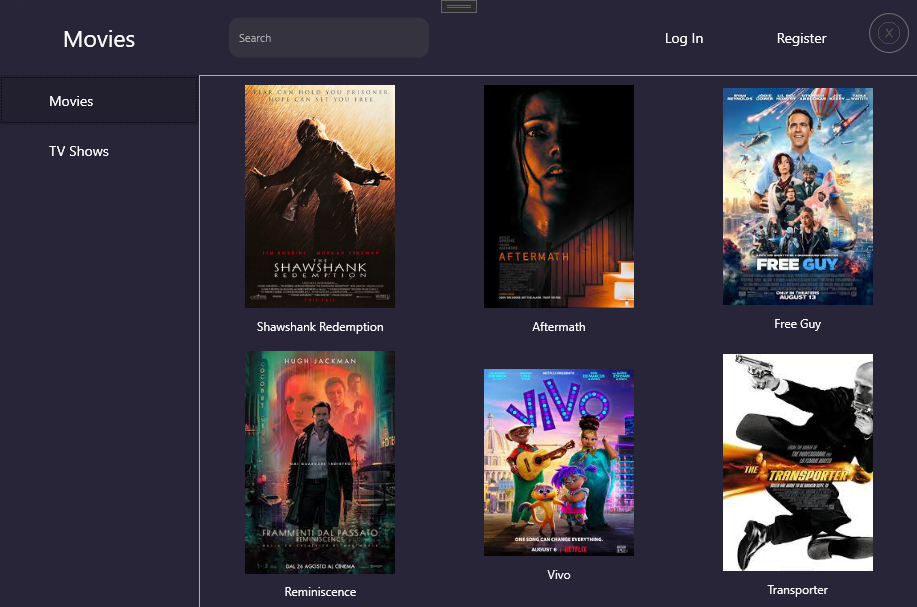 Movies
Search
Log In
Register
X
Movies
TV Shows
FEAR CAN HOLD YOU PRISONER.
HOPE CAN SET YOU FREE.
TIM ROBBINS MORGAN FREEMAN
THE
SHAWSHANK
REDEMPTION
Shawshank Redemption
AFTERMATH
Aftermath
FREE GUY
ONLY IN THEATERS
AUGUST 13
Free Guy
HUGH JACKMAN
FRAMMENTI DAL PASSATO
REMINISCENCE
DAL 26 AGOSTO AL CINEMA
Reminiscence
VIVO
ONE SONG CAN CHANGE EVERYTHING.
AUGUST 6 NETFLIX
Vivo
THE
TRANSPORTER
Transporter